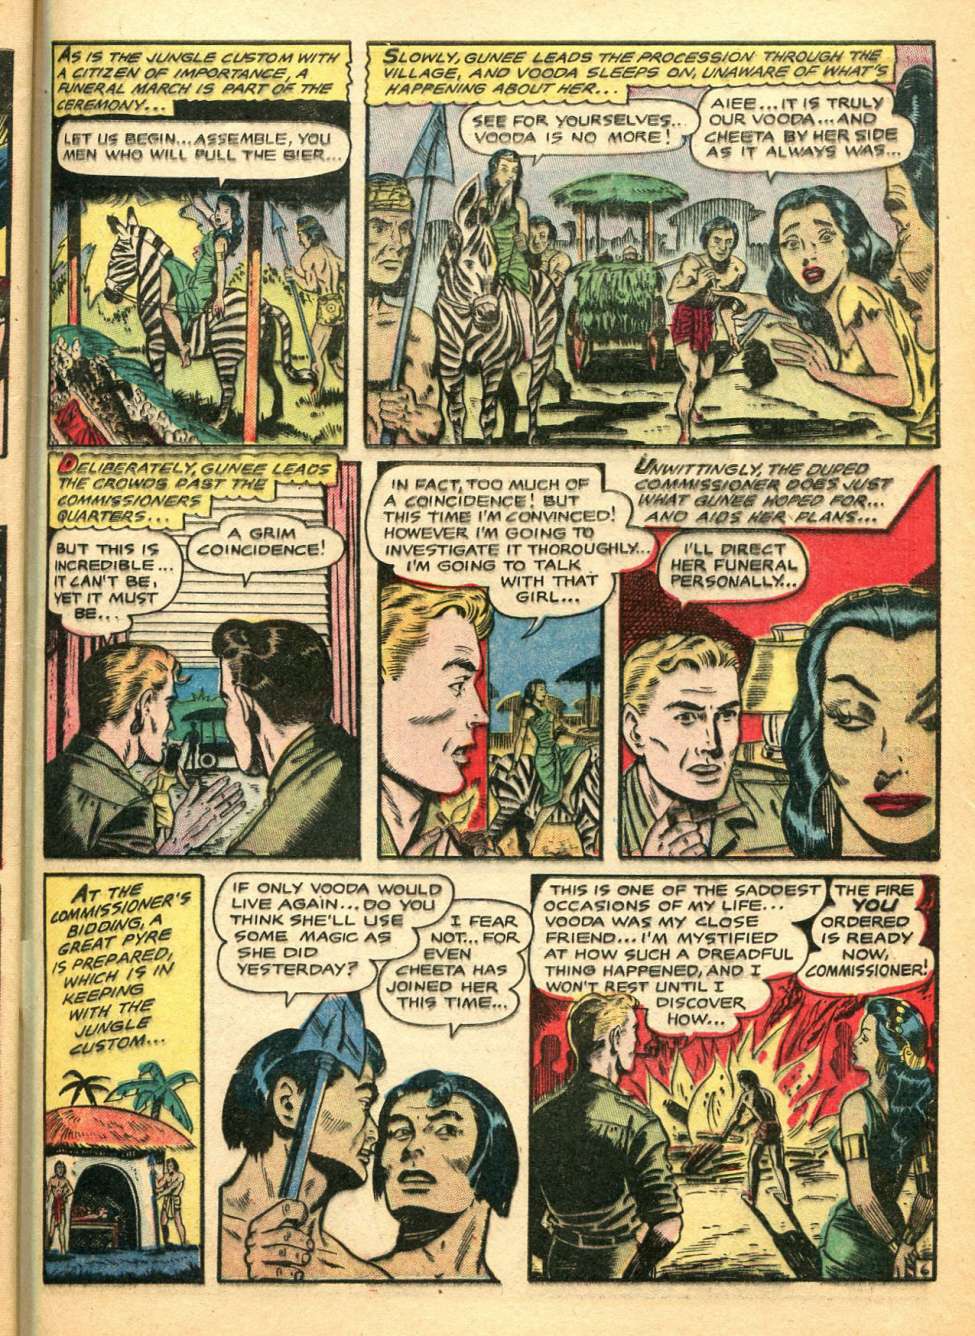 AS IS THE JUNGLE CUSTOM WITH
A CITIZEN OF IMPORTANCE, A
FUNERAL MARCH IS PART OF THE
CEREMONY...
LET US BEGIN...ASSEMBLE, YOU
MEN WHO WILL PULL THE BIER...
SLOWLY, GUNEE LEADS THE PROCESSION THROUGH THE
VILLAGE, AND VOODA SLEEPS ON, UNAWARE OF WHAT'S
HAPPENING ABOUT HER...
SEE FOR YOURSELVES...
VOODA IS NO MORE!
AIEE...IT IS TRULY
OUR VOODA...AND
CHEETA BY HER SIDE
AS IT ALWAYS WAS...
DELIBERATELY, GUNEE LEADS
THE CROWDS PAST THE
COMMISSIONERS
QUARTERS...
BUT THIS IS
INCREDIBLE...
IT CAN'T BE,
YET IT MUST
BE...
A GRIM
COINCIDENCE!
IN FACT, TOO MUCH OF
A COINCIDENCE! BUT
THIS TIME I'M CONVINCED!
HOWEVER I'M GOING TO
INVESTIGATE IT THOROUGHLY...
I'M GOING TO TALK
WITH THAT
GIRL...
UNWITTINGLY, THE DUPED
COMMISSIONER DOES JUST
WHAT GUNEE HOPED FOR...
AND AIDS HER PLANS...
I'LL DIRECT
HER FUNERAL
PERSONALLY...
AT THE
COMMISSIONER'S
BIDDING, A
GREAT PYRE
IS PREPARED,
WHICH IS IN
KEEPING
WITH THE
JUNGLE
CUSTOM...
IF ONLY VOODA WOULD
LIVE AGAIN...DO YOU
THINK SHE'LL USE
SOME MAGIC AS
SHE DID
YESTERDAY?
I FEAR
NOT...FOR
EVEN
CHEETA HAS
JOINED HER
THIS TIME...
THIS IS ONE OF THE SADDEST
OCCASIONS OF MY LIFE...
VOODA WAS MY CLOSE
FRIEND...I'M MYSTIFIED
AT HOW SUCH A DREADFUL
THING HAPPENED, AND I
WON'T REST UNTIL I
DISCOVER
HOW...
THE FIRE
YOU
ORDERED
IS READY
NOW,
COMMISSIONER!
6